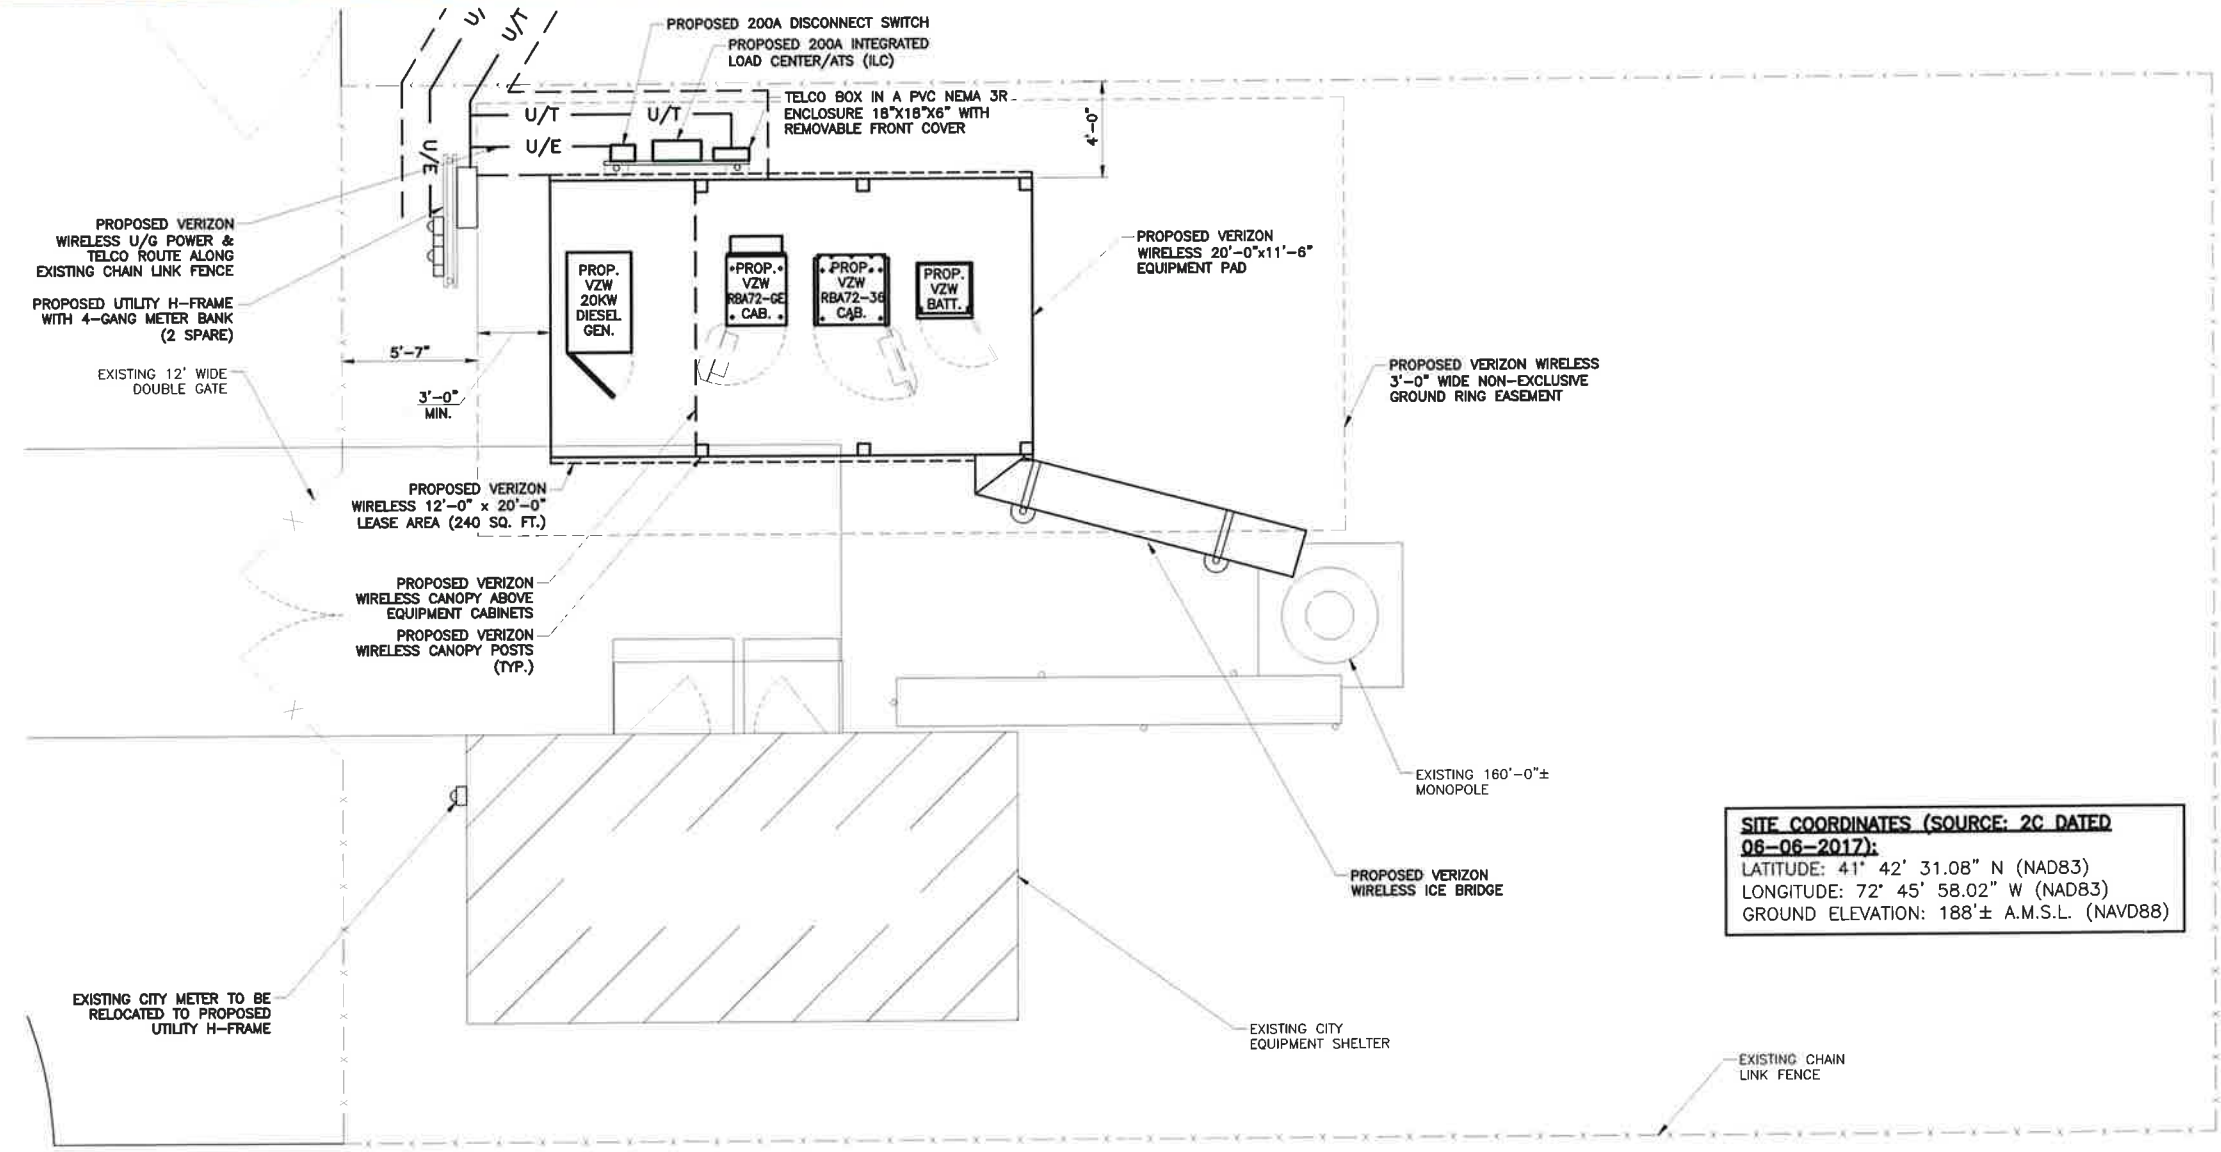 U/
U/T
PROPOSED 200A DISCONNECT SWITCH
PROPOSED 200A INTEGRATED
LOAD CENTER/ATS (ILC)
TELCO BOX IN A PVC NEMA 3R
ENCLOSURE 18"X18"X6" WITH
REMOVABLE FRONT COVER
U/T
U/T
U/E
U/E
4'-0"
PROPOSED VERIZON
WIRELESS U/G POWER &
TELCO ROUTE ALONG
EXISTING CHAIN LINK FENCE
PROPOSED UTILITY H-FRAME
WITH 4-GANG METER BANK
(2 SPARE)
EXISTING 12' WIDE
DOUBLE GATE
5'-7"
3'-0"
MIN.
PROP.
VZW
20KW
DIESEL
GEN.
PROP.
VZW
RBA72-GE
CAB.
PROP.
VZW
RBA72-36
CAB.
PROP.
VZW
BATT.
PROPOSED VERIZON
WIRELESS 20'-0"x11'-6"
EQUIPMENT PAD
PROPOSED VERIZON WIRELESS
3'-0" WIDE NON-EXCLUSIVE
GROUND RING EASEMENT
PROPOSED VERIZON
WIRELESS 12'-0" x 20'-0"
LEASE AREA (240 SQ. FT.)
PROPOSED VERIZON
WIRELESS CANOPY ABOVE
EQUIPMENT CABINETS
PROPOSED VERIZON
WIRELESS CANOPY POSTS
(TYP.)
EXISTING 160'-0"±
MONOPOLE
PROPOSED VERIZON
WIRELESS ICE BRIDGE
SITE COORDINATES (SOURCE: 2C DATED
06-06-2017):
LATITUDE: 41° 42' 31.08" N (NAD83)
LONGITUDE: 72° 45' 58.02" W (NAD83)
GROUND ELEVATION: 188'± A.M.S.L. (NAVD88)
EXISTING CITY METER TO BE
RELOCATED TO PROPOSED
UTILITY H-FRAME
EXISTING CITY
EQUIPMENT SHELTER
EXISTING CHAIN
LINK FENCE